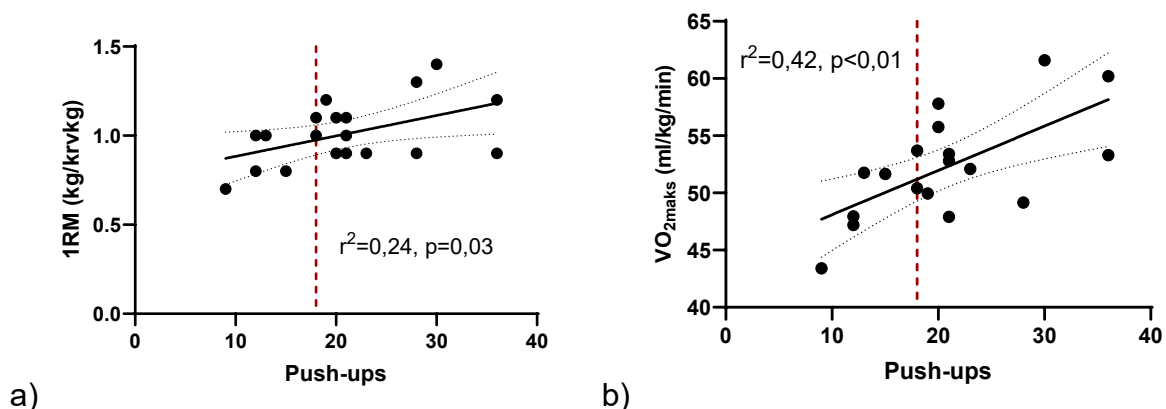 1.5
1.0
0.5
0.0
1RM (kg/krvkg)
r²=0,24, p=0,03
0 10 20 30 40
Push-ups
a)
65
60
55
50
45
40
VO₂maks (ml/kg/min)
r²=0,42, p<0,01
0 10 20 30 40
Push-ups
b)